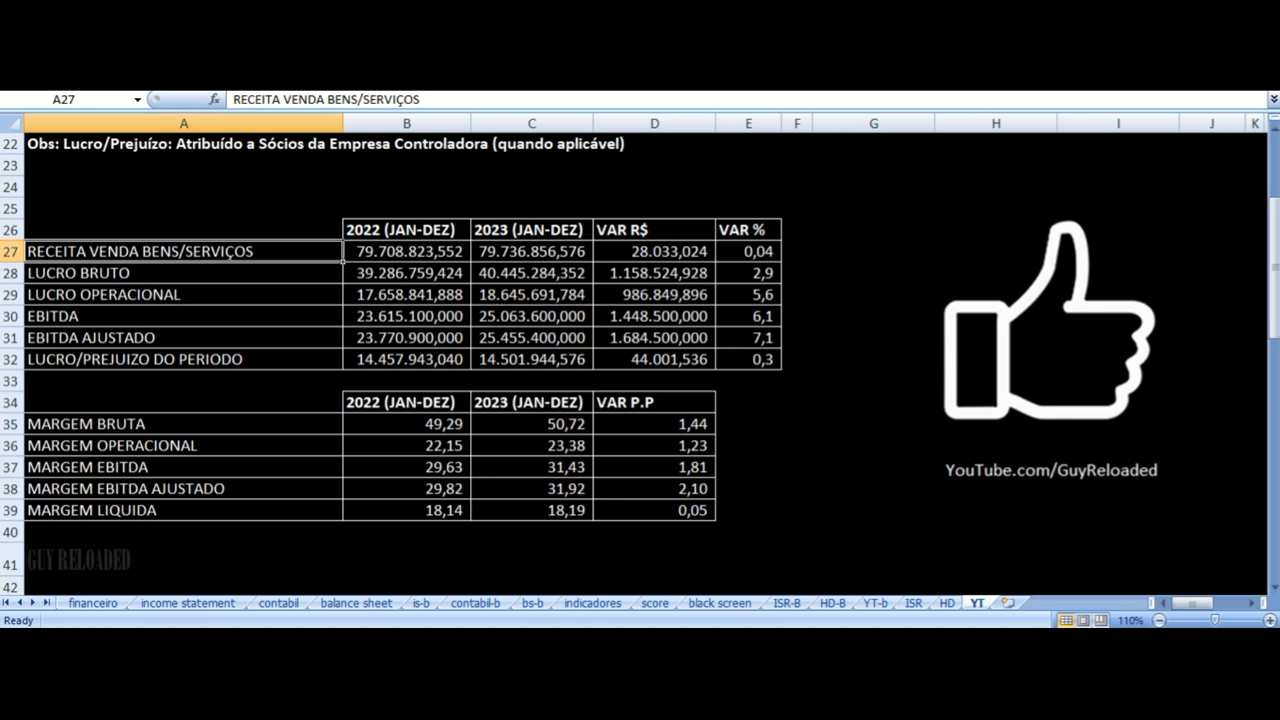 A27 fx RECEITA VENDA BENS/SERVIÇOS
A B C D E F G H I J K
22 Obs: Lucro/Prejuízo: Atribuído a Sócios da Empresa Controladora (quando aplicável)
23
24
25
26 2022 (JAN-DEZ) 2023 (JAN-DEZ) VAR R$ VAR %
27 RECEITA VENDA BENS/SERVIÇOS 79.708.823,552 79.736.856,576 28.033,024 0,04
28 LUCRO BRUTO 39.286.759,424 40.445.284,352 1.158.524,928 2,9
29 LUCRO OPERACIONAL 17.658.841,888 18.645.691,784 986.849,896 5,6
30 EBITDA 23.615.100,000 25.063.600,000 1.448.500,000 6,1
31 EBITDA AJUSTADO 23.770.900,000 25.455.400,000 1.684.500,000 7,1
32 LUCRO/PREJUIZO DO PERIODO 14.457.943,040 14.501.944,576 44.001,536 0,3
33
34 2022 (JAN-DEZ) 2023 (JAN-DEZ) VAR P.P
35 MARGEM BRUTA 49,29 50,72 1,44
36 MARGEM OPERACIONAL 22,15 23,38 1,23
37 MARGEM EBITDA 29,63 31,43 1,81
38 MARGEM EBITDA AJUSTADO 29,82 31,92 2,10
39 MARGEM LIQUIDA 18,14 18,19 0,05
YouTube.com/GuyReloaded
40
41 GUY RELOADED
42
financeiro income statement contabil balance sheet is-b contabil-b bs-b indicadores score black screen ISR-B HD-B YT-b ISR HD YT
Ready 110%